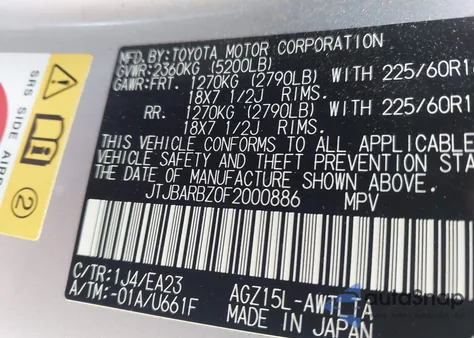 BY: TOYOTA MOTOR CORPORATION
GVWR: 2360KG (5200LB)
GAWR: FRT. 1270KG (2790LB) WITH 225/60R18
18X7 1/2J RIMS.
RR. 1270KG (2790LB) WITH 225/60R1
18X7 1/2J RIMS.
THIS VEHICLE CONFORMS TO ALL APPLICABLE
VEHICLE SAFETY AND THEFT PREVENTION STA
THE DATE OF MANUFACTURE SHOWN ABOVE.
JTJBARBZ0F2000886 MPV
C/TR: 1J4/EA23
A/TM: -01A/U661F
AGZ15L-AWTLTA
MADE IN JAPAN
SRS SIDE AIRB
2
autoSnap